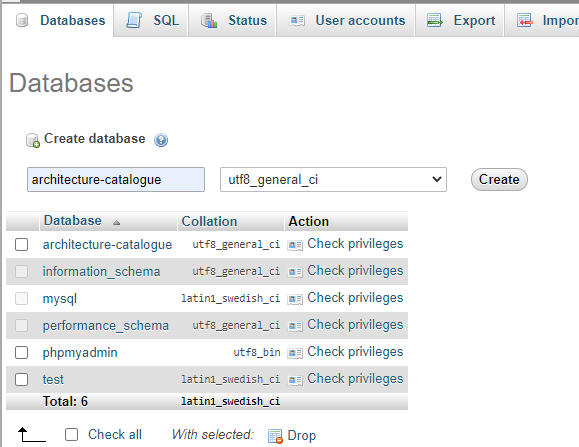 Databases SQL Status User accounts Export Impor
Databases
Create database
architecture-catalogue utf8_general_ci Create
Database Collation Action
architecture-catalogue utf8_general_ci Check privileges
information_schema utf8_general_ci Check privileges
mysql latin1_swedish_ci Check privileges
performance_schema utf8_general_ci Check privileges
phpmyadmin utf8_bin Check privileges
test latin1_swedish_ci Check privileges
Total: 6 latin1_swedish_ci
Check all With selected: Drop